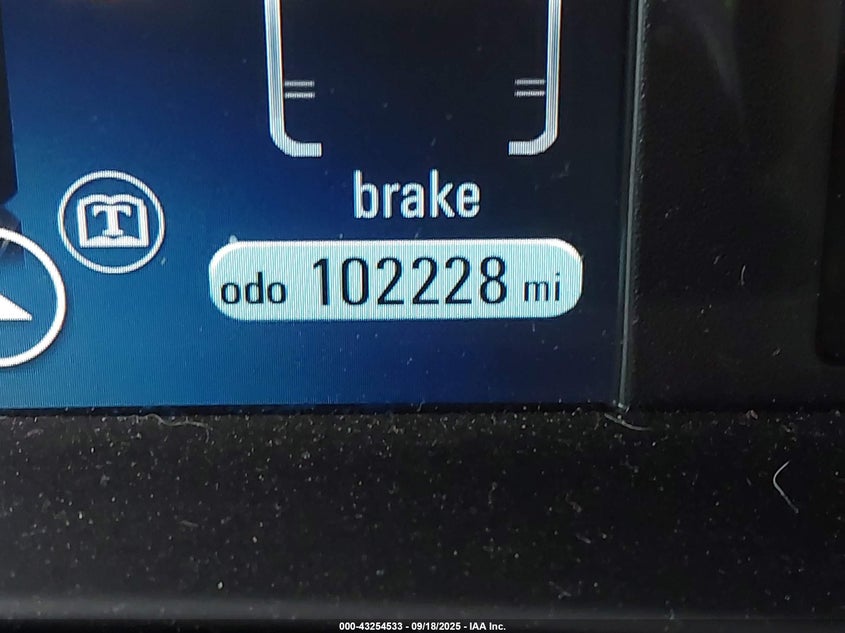 brake
T
odo 102228 mi
000-43254533 - 09/18/2025 - IAA Inc.